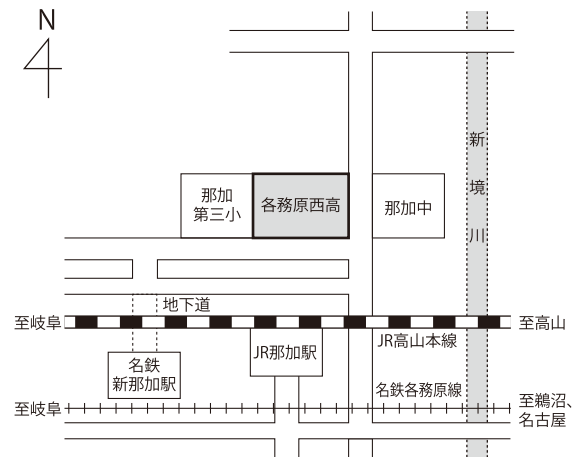 N
新境川
那加
第三小
各務原西高
那加中
地下道
至岐阜
至高山
JR高山本線
名鉄
新那加駅
JR那加駅
名鉄各務原線
至岐阜
至鵜沼、
名古屋